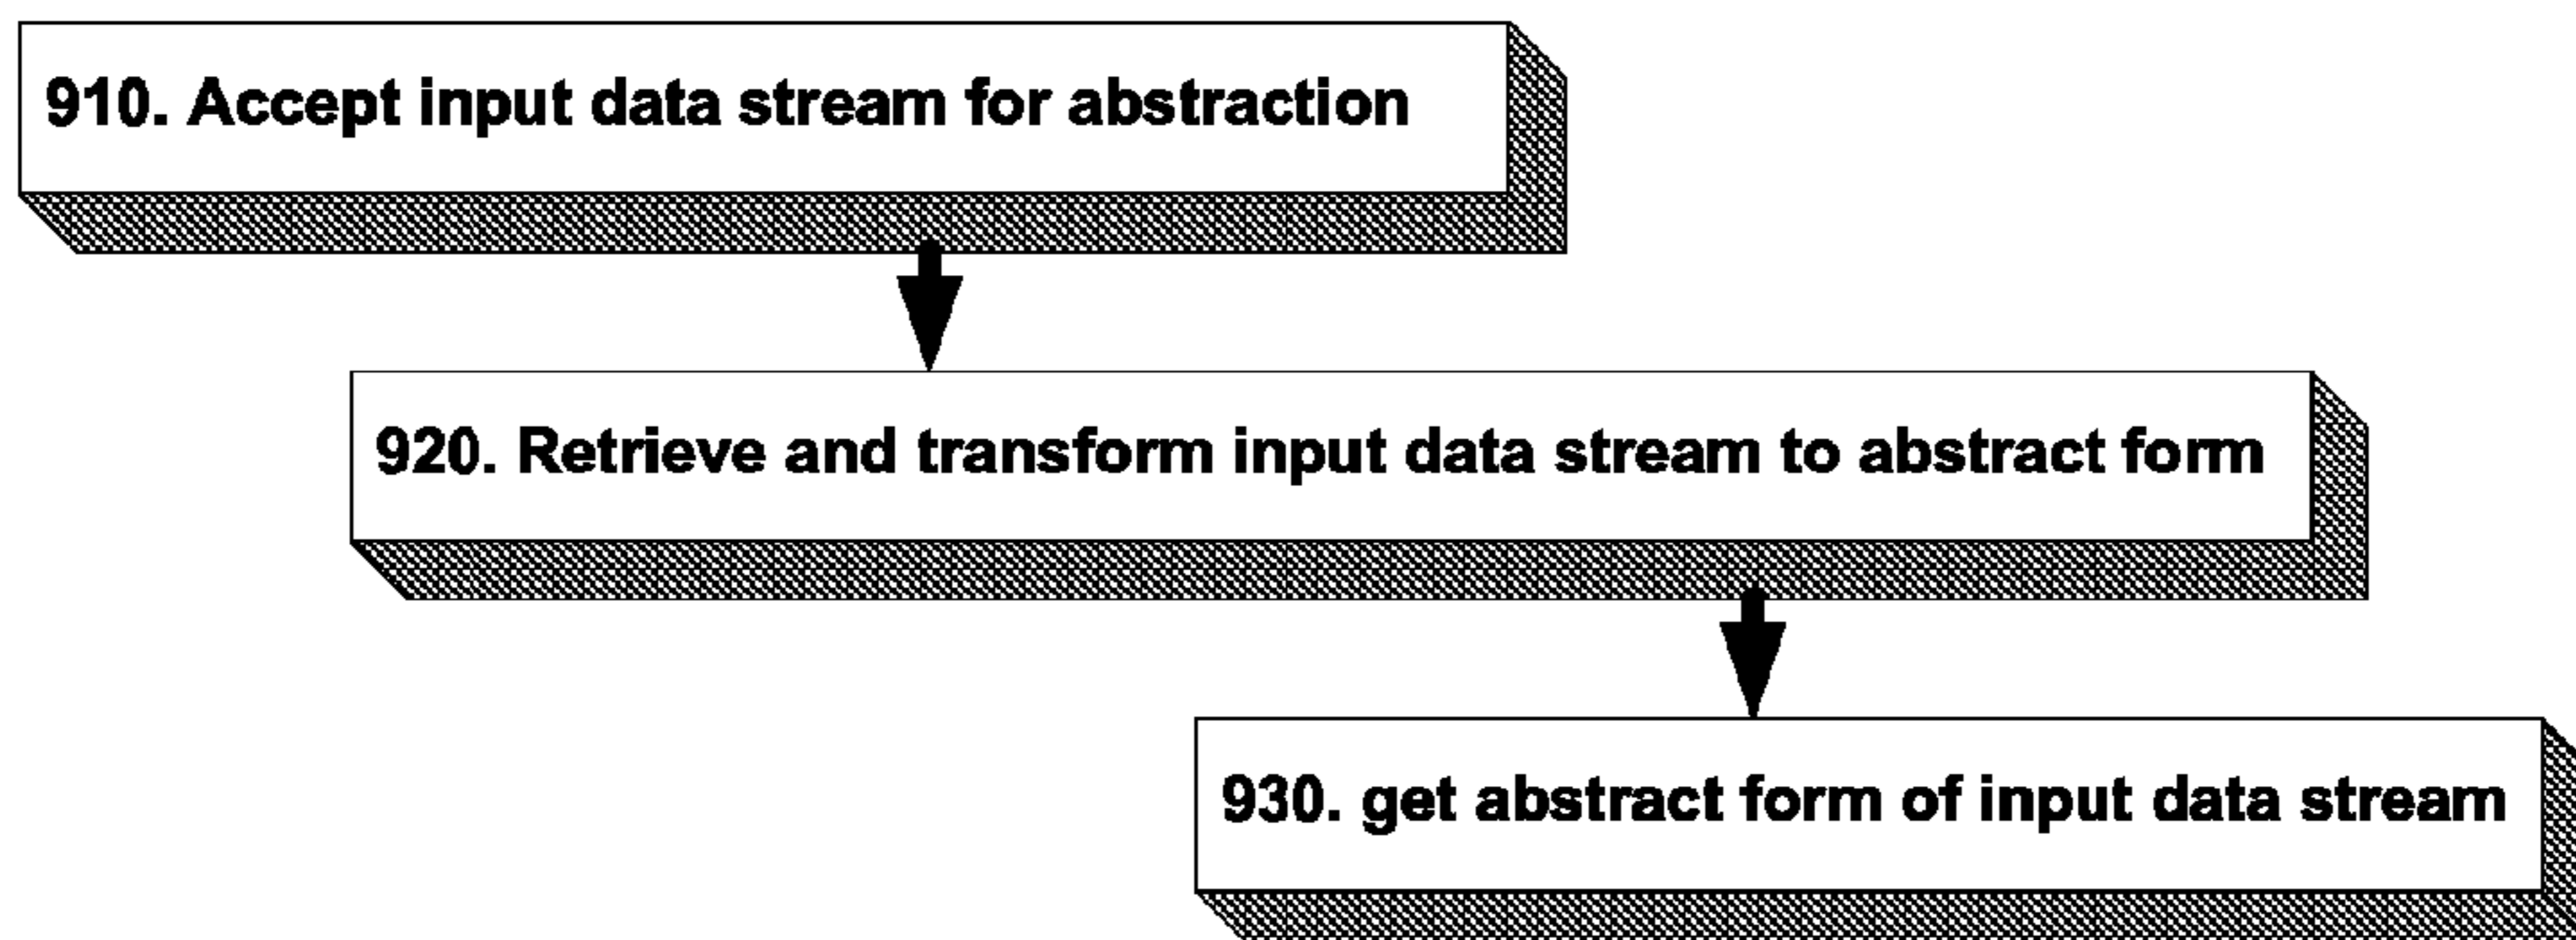 910. Accept input data stream for abstraction
920. Retrieve and transform input data stream to abstract form
930. get abstract form of input data stream